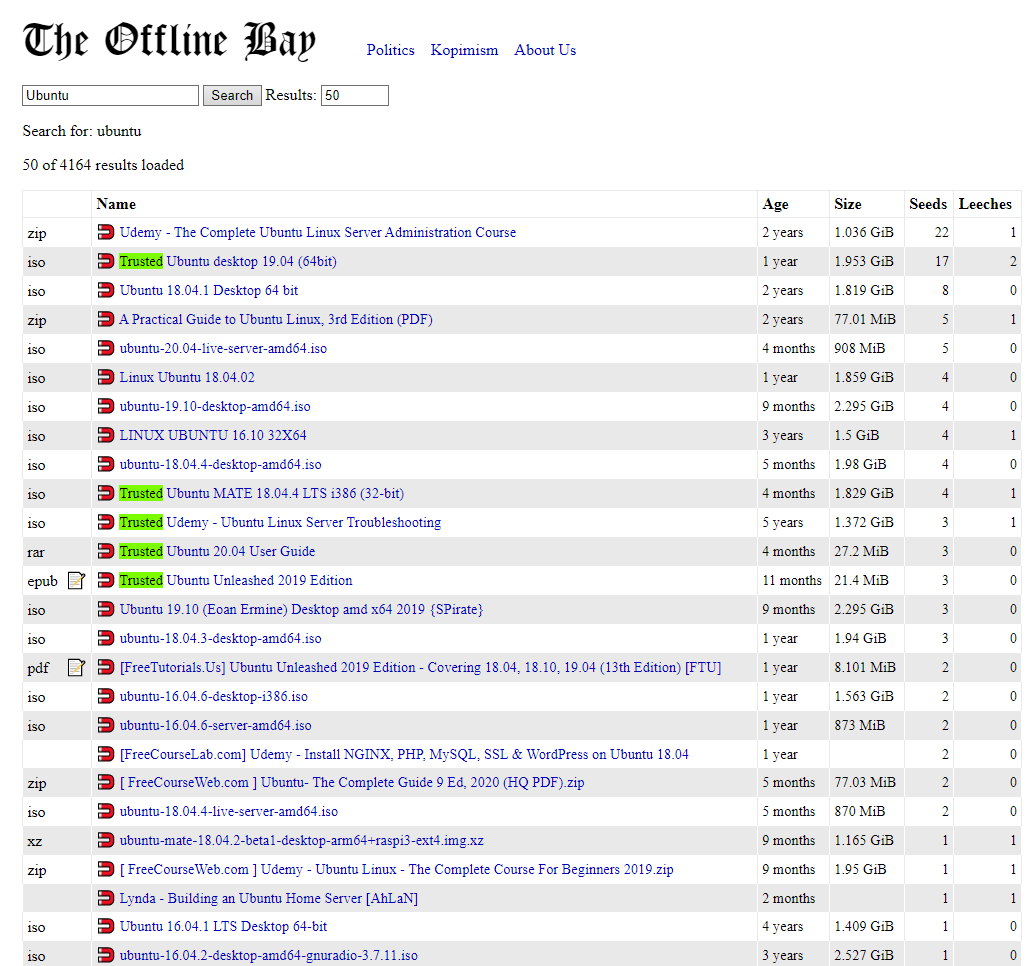 The Offline Bay Politics Kopimism About Us
Ubuntu Search Results: 50
Search for: ubuntu
50 of 4164 results loaded
Name Age Size Seeds Leeches
zip Udemy - The Complete Ubuntu Linux Server Administration Course 2 years 1.036 GiB 22 1
iso Trusted Ubuntu desktop 19.04 (64bit) 1 year 1.953 GiB 17 2
iso Ubuntu 18.04.1 Desktop 64 bit 2 years 1.819 GiB 8 0
zip A Practical Guide to Ubuntu Linux, 3rd Edition (PDF) 2 years 77.01 MiB 5 1
iso ubuntu-20.04-live-server-amd64.iso 4 months 908 MiB 5 0
iso Linux Ubuntu 18.04.02 1 year 1.859 GiB 4 0
iso ubuntu-19.10-desktop-amd64.iso 9 months 2.295 GiB 4 0
iso LINUX UBUNTU 16.10 32X64 3 years 1.5 GiB 4 1
iso ubuntu-18.04.4-desktop-amd64.iso 5 months 1.98 GiB 4 0
iso Trusted Ubuntu MATE 18.04.4 LTS i386 (32-bit) 4 months 1.829 GiB 4 1
iso Trusted Udemy - Ubuntu Linux Server Troubleshooting 5 years 1.372 GiB 3 1
rar Trusted Ubuntu 20.04 User Guide 4 months 27.2 MiB 3 0
epub Trusted Ubuntu Unleashed 2019 Edition 11 months 21.4 MiB 3 0
iso Ubuntu 19.10 (Eoan Ermine) Desktop amd x64 2019 {SPirate} 9 months 2.295 GiB 3 0
iso ubuntu-18.04.3-desktop-amd64.iso 1 year 1.94 GiB 3 0
pdf [FreeTutorials.Us] Ubuntu Unleashed 2019 Edition - Covering 18.04, 18.10, 19.04 (13th Edition) [FTU] 1 year 8.101 MiB 2 0
iso ubuntu-16.04.6-desktop-i386.iso 1 year 1.563 GiB 2 0
iso ubuntu-16.04.6-server-amd64.iso 1 year 873 MiB 2 0
[FreeCourseLab.com] Udemy - Install NGINX, PHP, MySQL, SSL & WordPress on Ubuntu 18.04 1 year 2 0
zip [ FreeCourseWeb.com ] Ubuntu- The Complete Guide 9 Ed, 2020 (HQ PDF).zip 5 months 77.03 MiB 2 0
iso ubuntu-18.04.4-live-server-amd64.iso 5 months 870 MiB 2 0
xz ubuntu-mate-18.04.2-beta1-desktop-arm64+raspi3-ext4.img.xz 9 months 1.165 GiB 1 1
zip [ FreeCourseWeb.com ] Udemy - Ubuntu Linux - The Complete Course For Beginners 2019.zip 9 months 1.95 GiB 1 1
Lynda - Building an Ubuntu Home Server [AhLaN] 2 months 1 1
iso Ubuntu 16.04.1 LTS Desktop 64-bit 4 years 1.409 GiB 1 0
iso ubuntu-16.04.2-desktop-amd64-gnuradio-3.7.11.iso 3 years 2.527 GiB 1 0